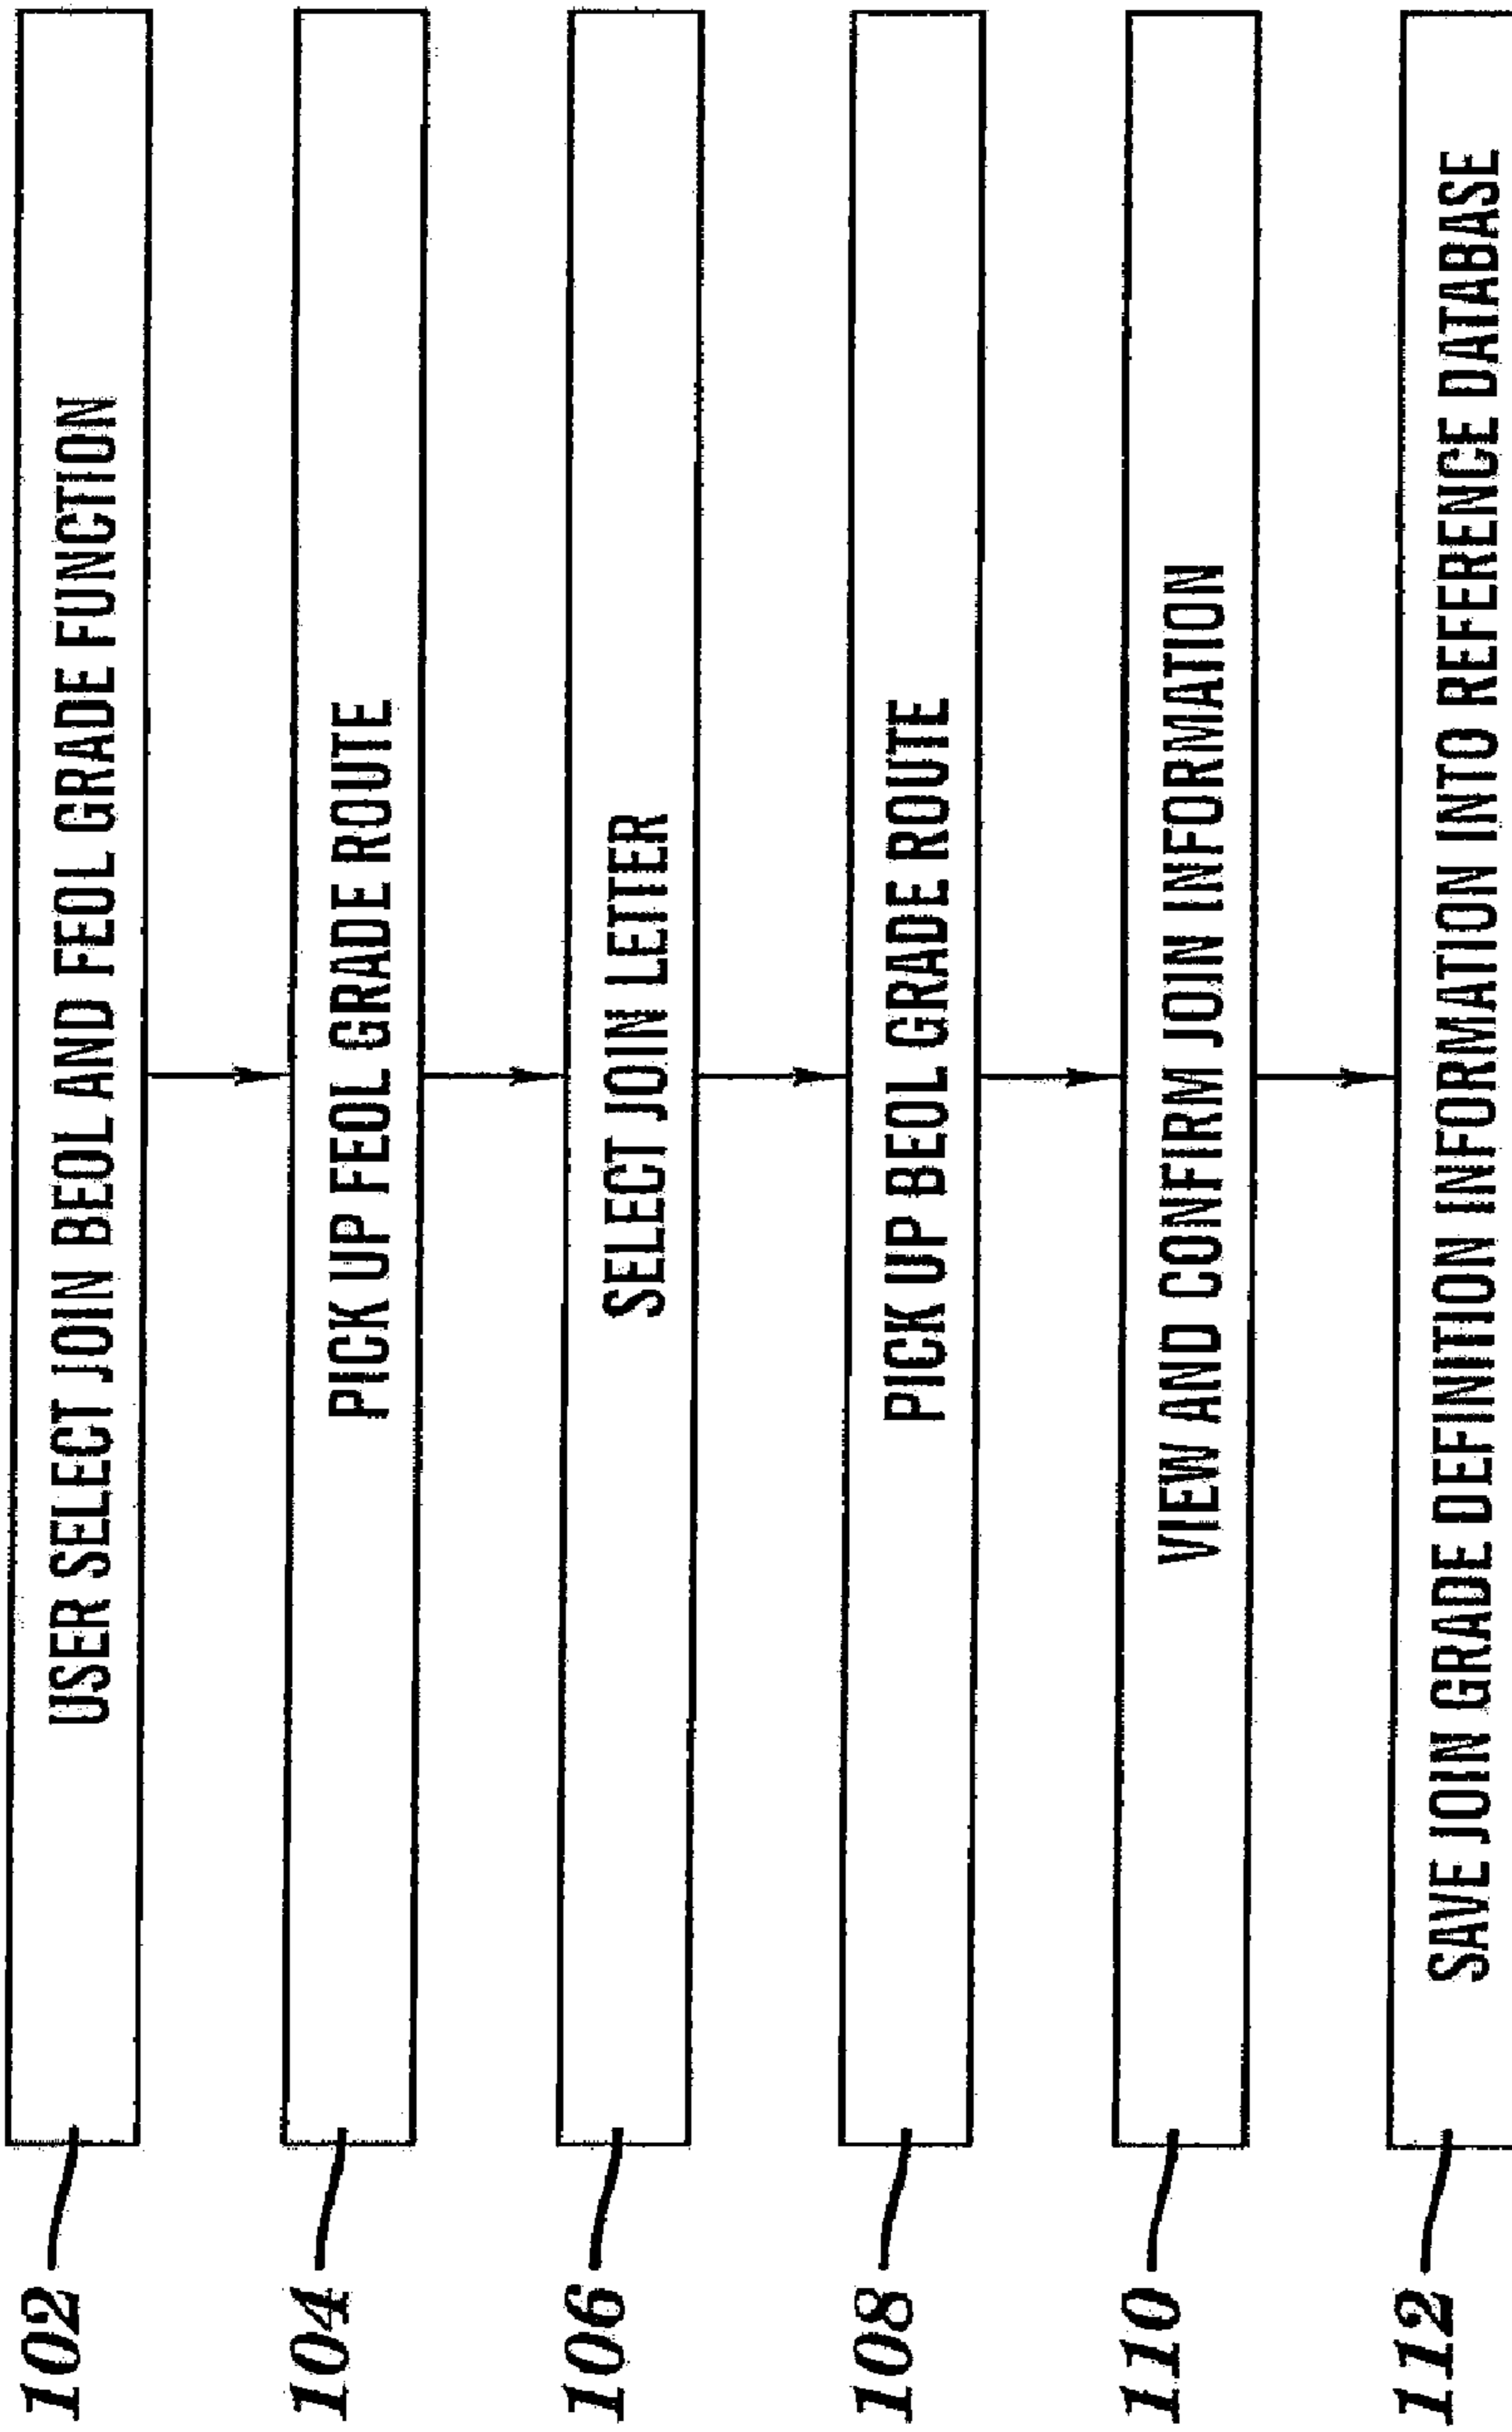 102 USER SELECT JOIN BEOL AND FEOL GRADE FUNCTION
104 PICK UP FEOL GRADE ROUTE
106 SELECT JOIN LETTER
108 PICK UP BEOL GRADE ROUTE
110 VIEW AND CONFIRM JOIN INFORMATION
112 SAVE JOIN GRADE DEFINITION INFORMATION INTO REFERENCE DATABASE